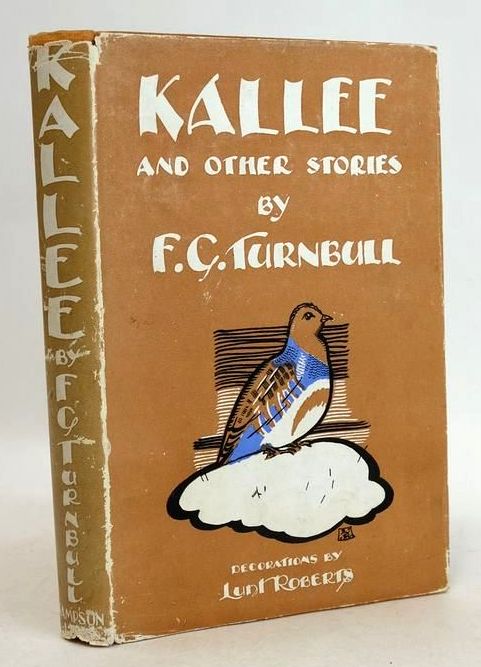 KALLEE
AND OTHER STORIES
BY
F.G. TURNBULL
DECORATIONS BY
LUNT ROBERTS
KALLEE
BY
F.G. TURNBULL